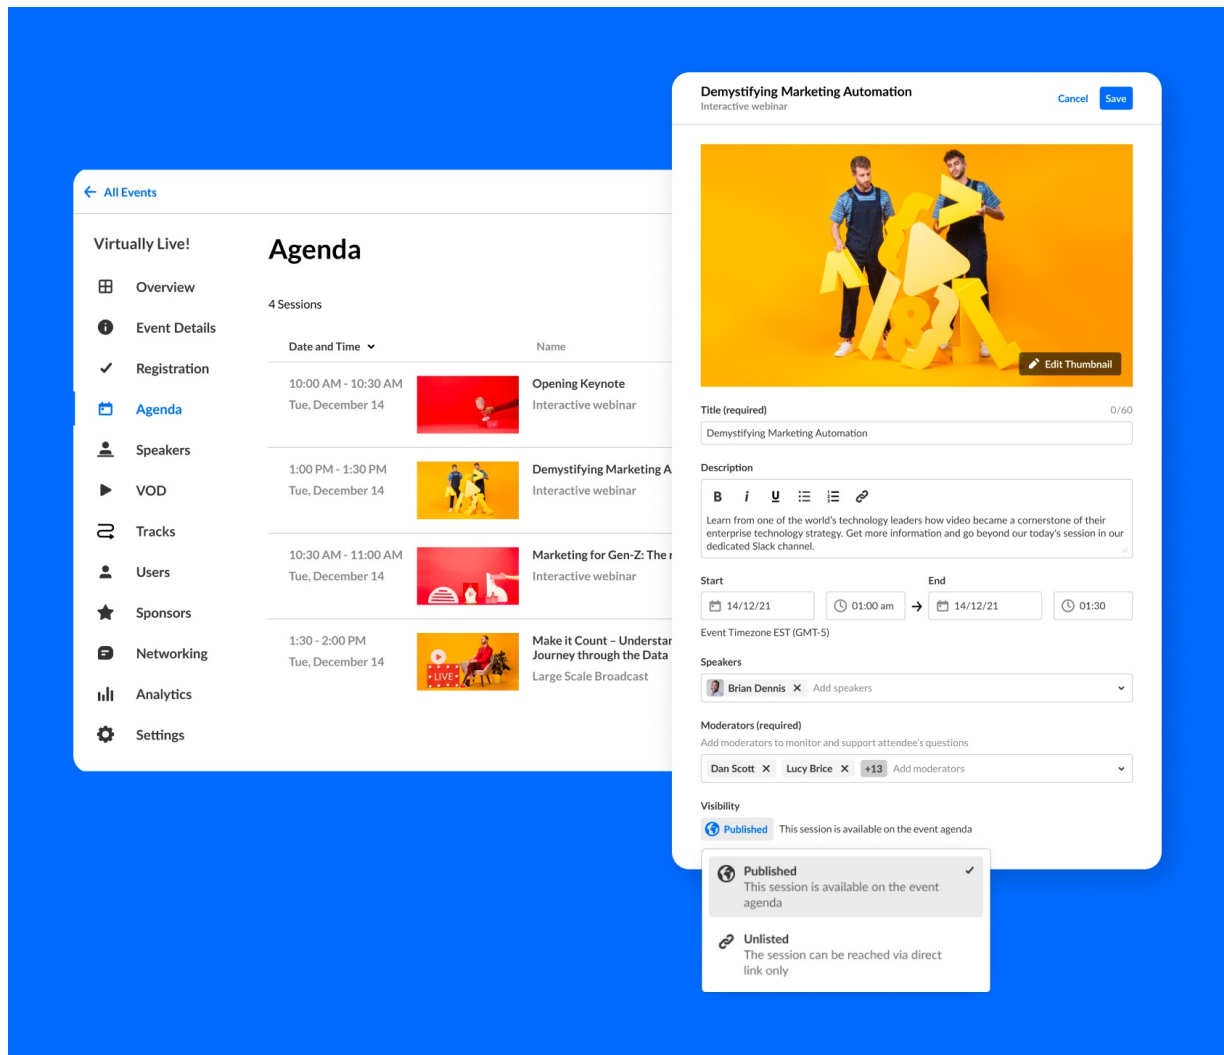 All Events
Virtually Live!
Overview
Event Details
Registration
Agenda
Speakers
VOD
Tracks
Users
Sponsors
Networking
Analytics
Settings
Agenda
4 Sessions
Date and Time
Name
10:00 AM - 10:30 AM
Tue, December 14
Opening Keynote
Interactive webinar
1:00 PM - 1:30 PM
Tue, December 14
Demystifying Marketing A
Interactive webinar
10:30 AM - 11:00 AM
Tue, December 14
Marketing for Gen-Z: The r
Interactive webinar
1:30 - 2:00 PM
Tue, December 14
LIVE
Make it Count – Understan
Journey through the Data
Large Scale Broadcast
Demystifying Marketing Automation
Interactive webinar
Cancel
Save
Edit Thumbnail
Title (required)
0/60
Demystifying Marketing Automation
Description
B i U
Learn from one of the world's technology leaders how video became a cornerstone of their
enterprise technology strategy. Get more information and go beyond our today's session in our
dedicated Slack channel.
Start
End
14/12/21
01:00 am
14/12/21
01:30
Event Timezone EST (GMT-5)
Speakers
Brian Dennis
Add speakers
Moderators (required)
Add moderators to monitor and support attendee's questions
Dan Scott
Lucy Brice
+13
Add moderators
Visibility
Published
This session is available on the event agenda
Published
This session is available on the event
agenda
Unlisted
The session can be reached via direct
link only